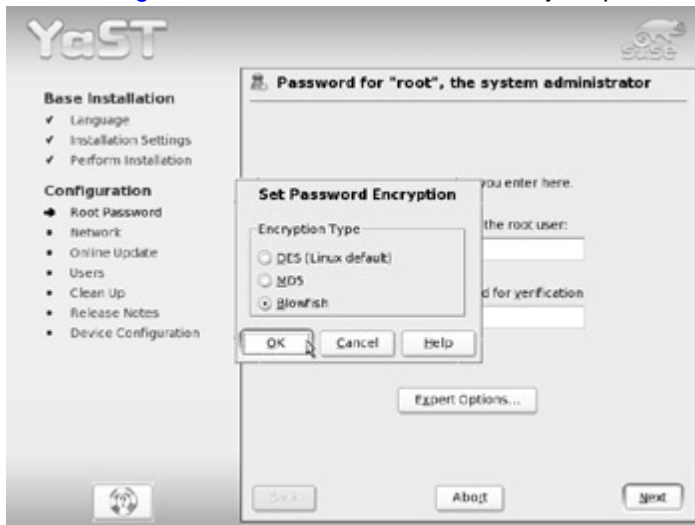 YaST
SUSE
Base Installation
Language
Installation Settings
Perform Installation
Configuration
Root Password
Network
Online Update
Users
Clean Up
Release Notes
Device Configuration
Password for "root", the system administrator
you enter here.
the root user:
d for verification
Set Password Encryption
Encryption Type
DES (Linux default)
MD5
Blowfish
OK
Cancel
Help
Expert Options...
Back
Abort
Next